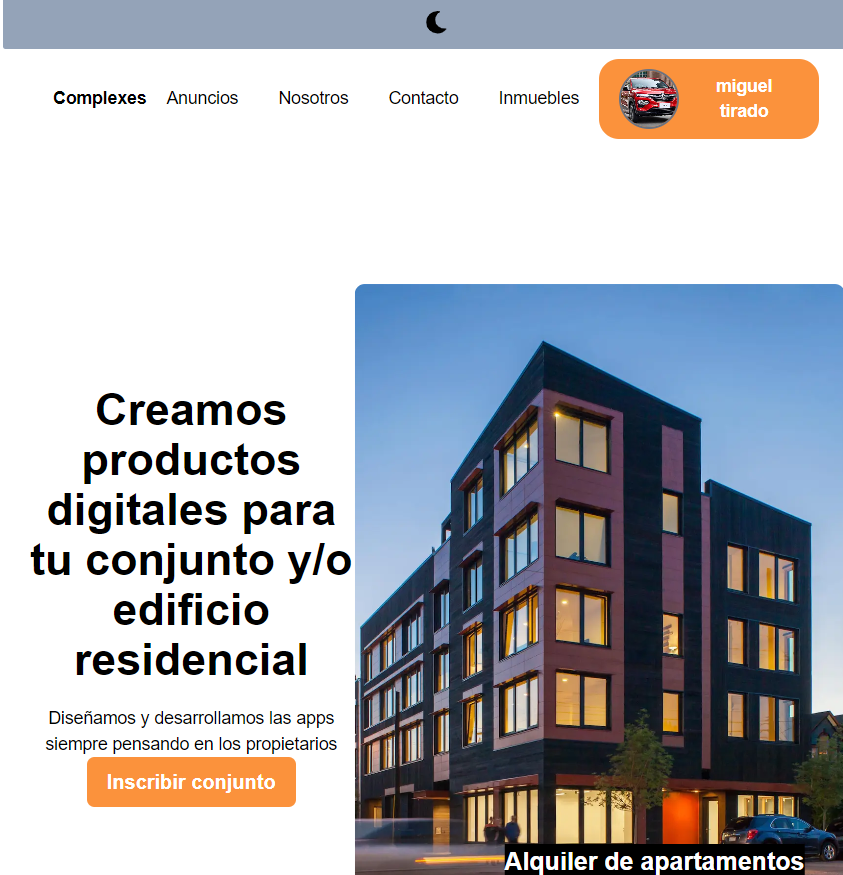 Complexes Anuncios Nosotros Contacto Inmuebles
miguel
tirado
Creamos
productos
digitales para
tu conjunto y/o
edificio
residencial
Diseñamos y desarrollamos las apps
siempre pensando en los propietarios
Inscribir conjunto
Alquiler de apartamentos